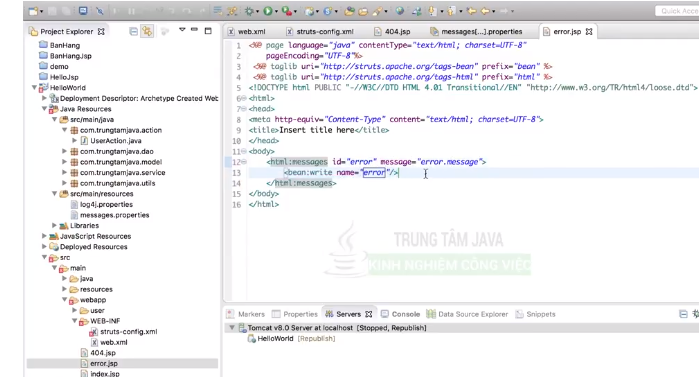 Quick Acce
Project Explorer
BanHang
BanHang.Jsp
demo
HelloJsp
HelloWorld
Deployment Descriptor: Archetype Created Web
Java Resources
src/main/java
com.trungtamjava.action
UserAction.java
com.trungtamjava.dao
com.trungtamjava.model
com.trungtamjava.service
com.trungtamjava.utils
src/main/resources
log4j.properties
messages.properties
Libraries
JavaScript Resources
Deployed Resources
src
main
java
resources
webapp
user
WEB-INF
struts-config.xml
web.xml
404.jsp
error.jsp
index.jsp
web.xml struts-config.xml 404.jsp messages[...].properties error.jsp
1 <%@ page language="java" contentType="text/html; charset=UTF-8"
2 pageEncoding="UTF-8"%>
3 <%@ taglib uri="http://struts.apache.org/tags-bean" prefix="bean" %>
4 <%@ taglib uri="http://struts.apache.org/tags-html" prefix="html" %>
5 <!DOCTYPE html PUBLIC "-//W3C//DTD HTML 4.01 Transitional//EN" "http://www.w3.org/TR/html4/loose.dtd">
6 <html>
7 <head>
8 <meta http-equiv="Content-Type" content="text/html; charset=UTF-8">
9 <title>Insert title here</title>
10 </head>
11 <body>
12 <html:messages id="error" message="error.message">
13 <bean:write name="error"/>
14 </html:messages>
15 </body>
16 </html>
TRUNG TÂM JAVA
KINH NGHIỆM CÔNG VIỆC
Markers Properties Servers Console Data Source Explorer Snippets
Tomcat v8.0 Server at localhost [Stopped, Republish]
HelloWorld [Republish]